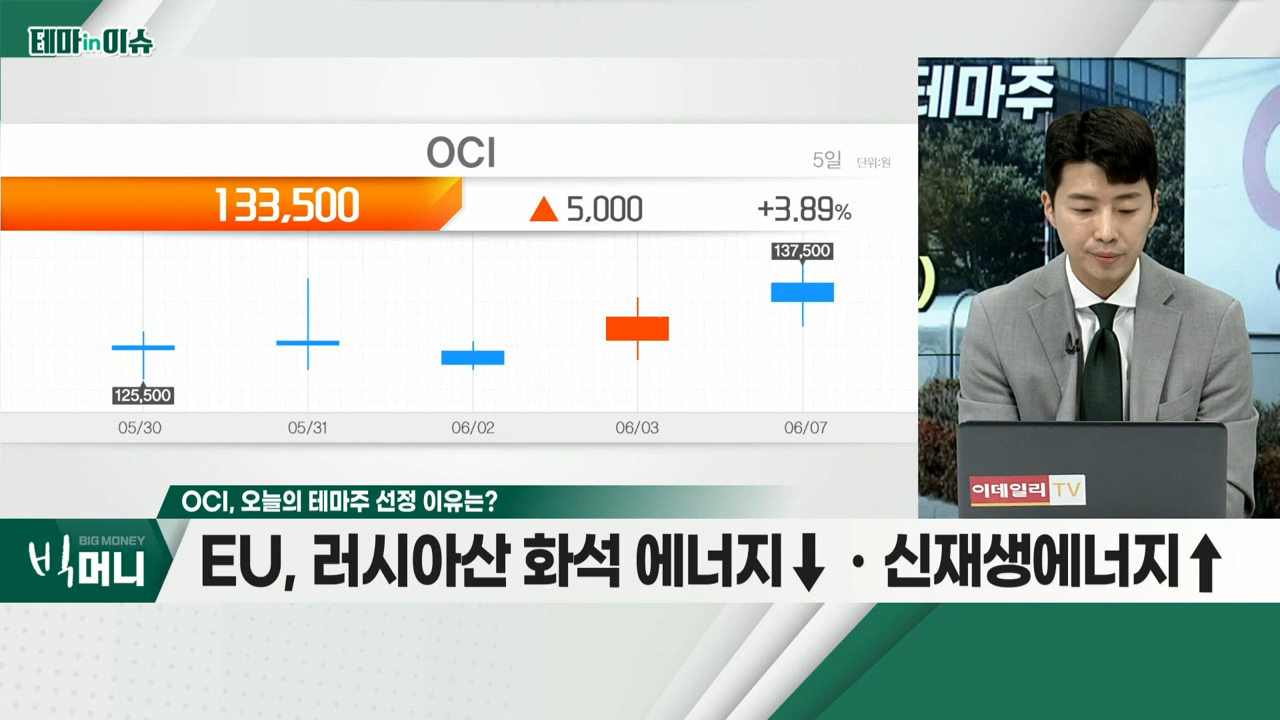 테마in이슈
테마주
OCI
5일 단위:원
133,500 ▲ 5,000 +3.89%
137,500
125,500
05/30 05/31 06/02 06/03 06/07
이데일리TV
OCI, 오늘의 테마주 선정 이유는?
BIG MONEY
빅머니
EU, 러시아산 화석 에너지↓·신재생에너지↑